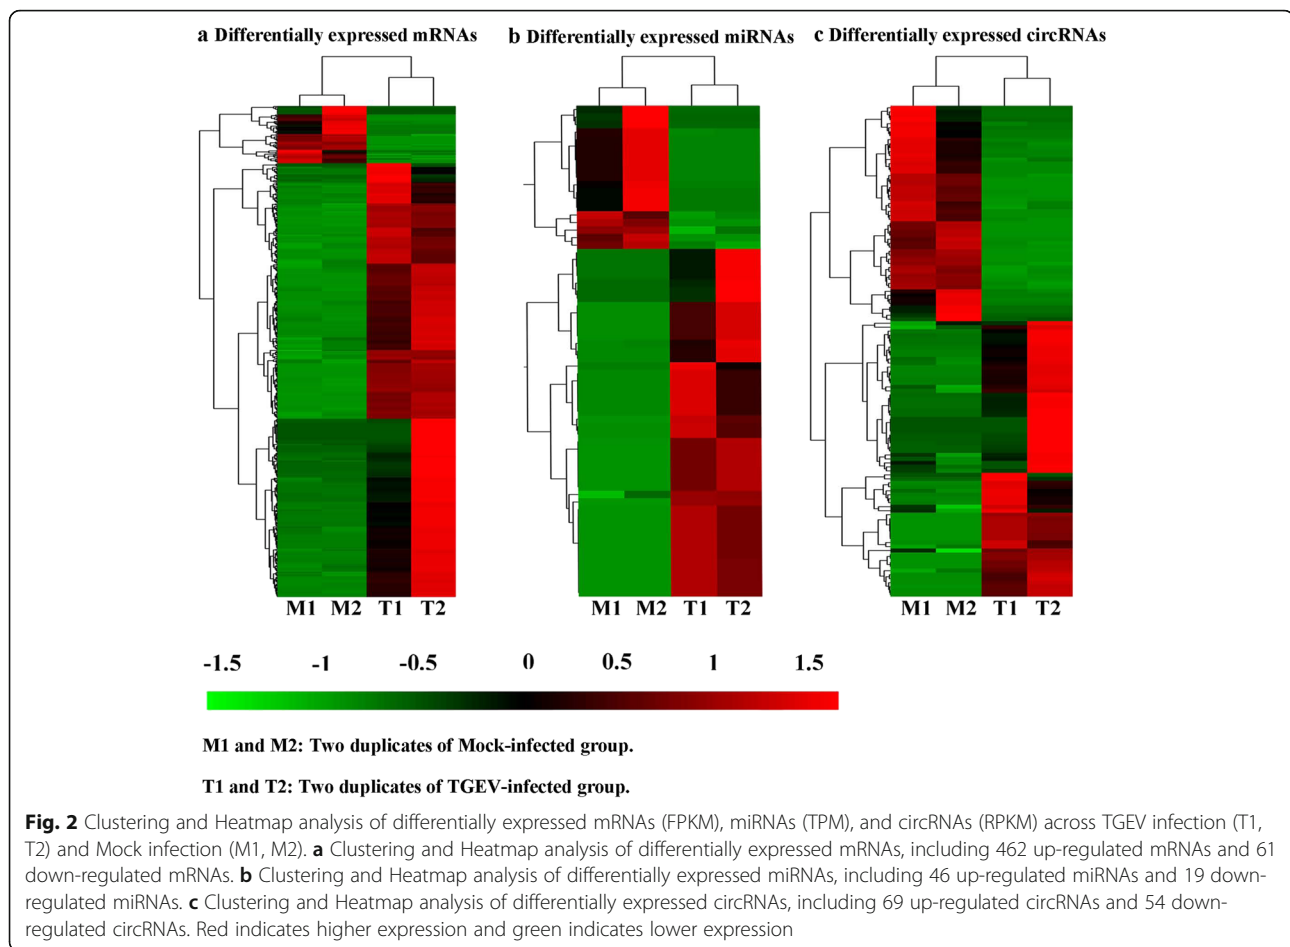 a Differentially expressed mRNAs
b Differentially expressed miRNAs
c Differentially expressed circRNAs
M1 M2 T1 T2
M1 M2 T1 T2
M1 M2 T1 T2
-1.5 -1 -0.5 0 0.5 1 1.5
M1 and M2: Two duplicates of Mock-infected group.
T1 and T2: Two duplicates of TGEV-infected group.
Fig. 2 Clustering and Heatmap analysis of differentially expressed mRNAs (FPKM), miRNAs (TPM), and circRNAs (RPKM) across TGEV infection (T1,
T2) and Mock infection (M1, M2). a Clustering and Heatmap analysis of differentially expressed mRNAs, including 462 up-regulated mRNAs and 61
down-regulated mRNAs. b Clustering and Heatmap analysis of differentially expressed miRNAs, including 46 up-regulated miRNAs and 19 down-
regulated miRNAs. c Clustering and Heatmap analysis of differentially expressed circRNAs, including 69 up-regulated circRNAs and 54 down-
regulated circRNAs. Red indicates higher expression and green indicates lower expression